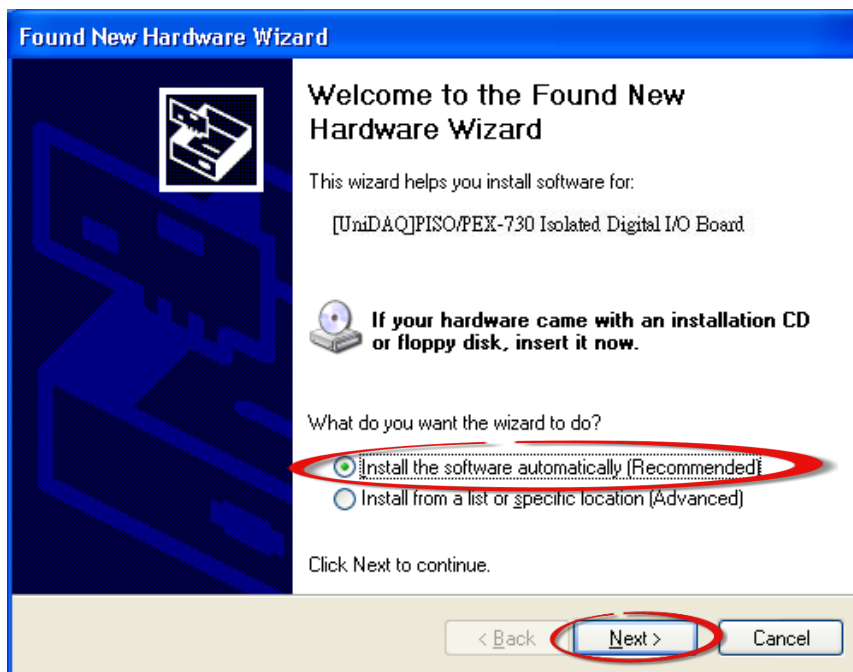 Found New Hardware Wizard
Welcome to the Found New
Hardware Wizard
This wizard helps you install software for:
[UniDAQ]PISO/PEX-730 Isolated Digital I/O Board
If your hardware came with an installation CD
or floppy disk, insert it now.
What do you want the wizard to do?
Install the software automatically (Recommended)
Install from a list or specific location (Advanced)
Click Next to continue.
< Back Next > Cancel